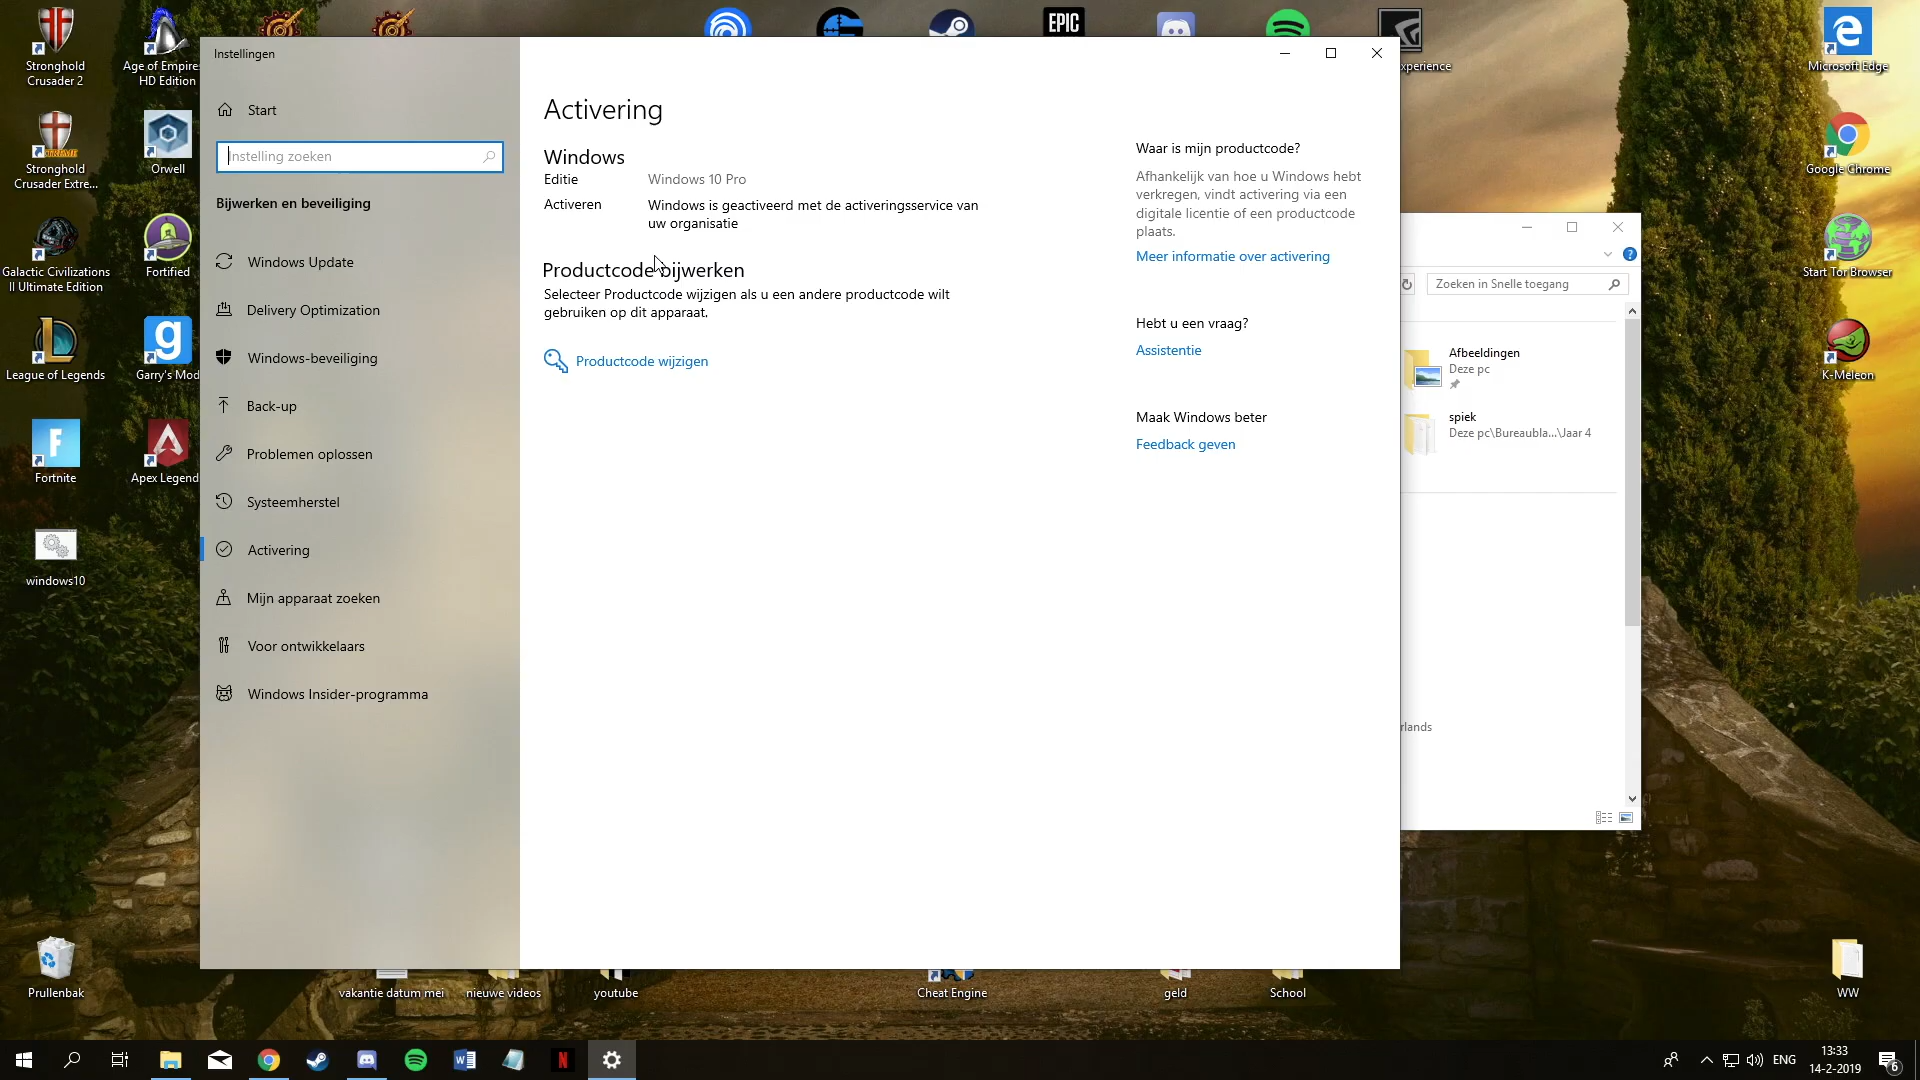 Instellingen
Start
Instelling zoeken
Bijwerken en beveiliging
Windows Update
Delivery Optimization
Windows-beveiliging
Back-up
Problemen oplossen
Systeemherstel
Activering
Mijn apparaat zoeken
Voor ontwikkelaars
Windows Insider-programma
Activering
Windows
Editie Windows 10 Pro
Activeren Windows is geactiveerd met de activeringsservice van
uw organisatie
Productcode bijwerken
Selecteer Productcode wijzigen als u een andere productcode wilt
gebruiken op dit apparaat.
Productcode wijzigen
Waar is mijn productcode?
Afhankelijk van hoe u Windows hebt
verkregen, vindt activering via een
digitale licentie of een productcode
plaats.
Meer informatie over activering
Hebt u een vraag?
Assistentie
Maak Windows beter
Feedback geven
Stronghold
Crusader 2
Age of Empire
HD Edition
Stronghold
Crusader Extre...
Orwell
Galactic Civilizations
II Ultimate Edition
Fortified
League of Legends
Garry's Mod
Fortnite
Apex Legend
windows10
Prullenbak
EPIC
xperience
Microsoft Edge
Google Chrome
Start Tor Browser
K-Meleon
Zoeken in Snelle toegang
Afbeeldingen
Deze pc
spiek
Deze pc\Bureaubla...\Jaar 4
rlands
vakantie datum mei
nieuwe videos
youtube
Cheat Engine
geld
School
WW
ENG
13:33
14-2-2019
6